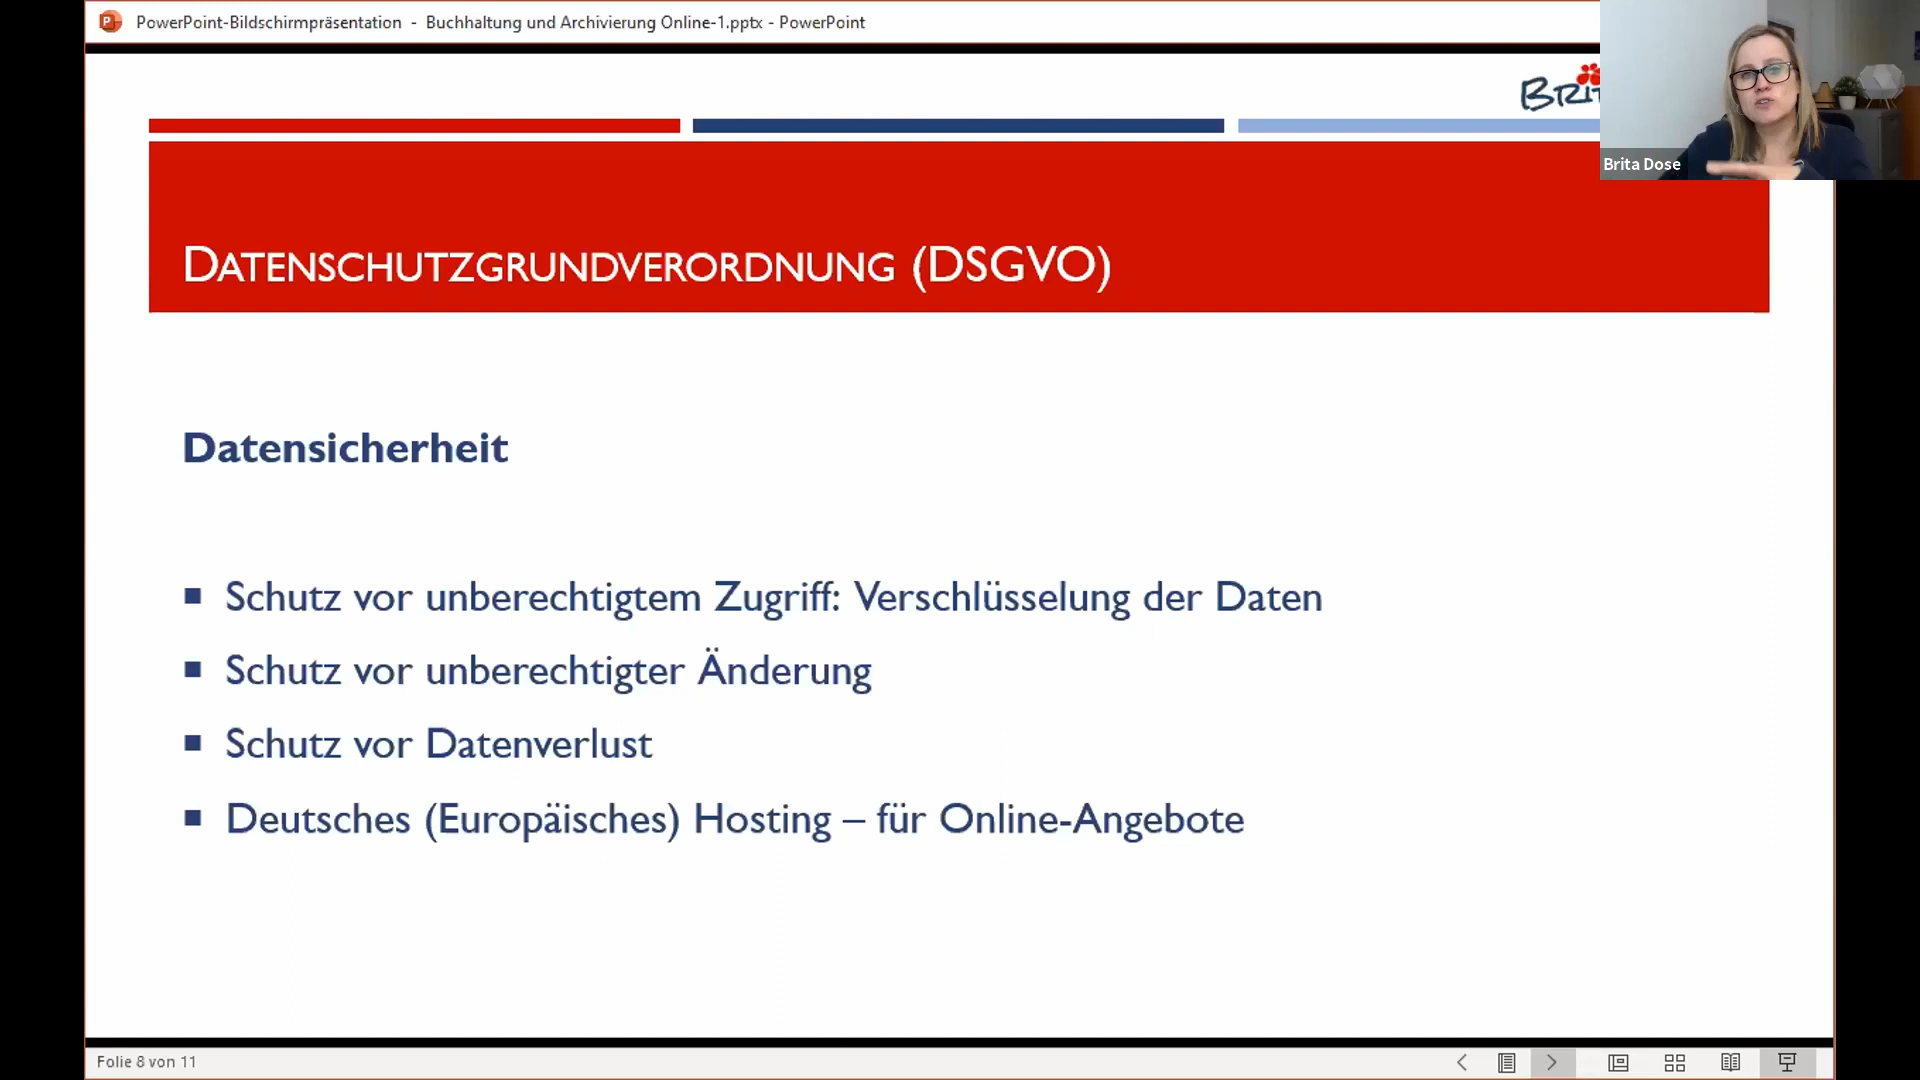 PowerPoint-Bildschirmpräsentation - Buchhaltung und Archivierung Online-1.pptx - PowerPoint
Brita Dose
DATENSCHUTZGRUNDVERORDNUNG (DSGVO)
Datensicherheit
Schutz vor unberechtigtem Zugriff: Verschlüsselung der Daten
Schutz vor unberechtigter Änderung
Schutz vor Datenverlust
Deutsches (Europäisches) Hosting – für Online-Angebote
Folie 8 von 11